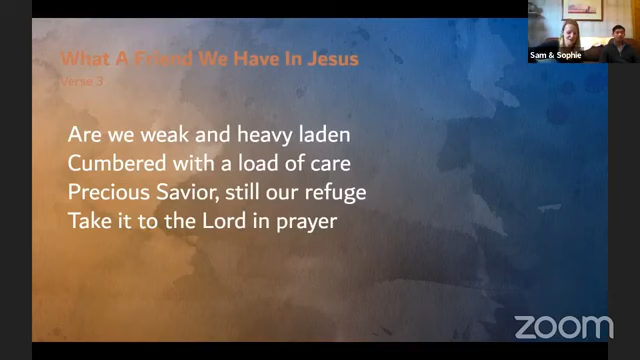 What A Friend We Have In Jesus
Verse 3
Are we weak and heavy laden
Cumbered with a load of care
Precious Savior, still our refuge
Take it to the Lord in prayer
Sam & Sophie
zoom